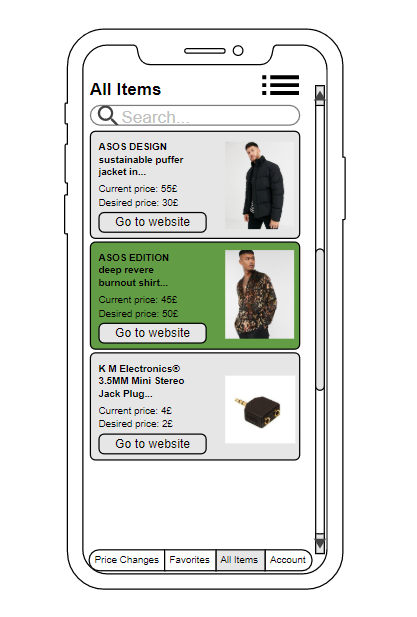 All Items
Search...
ASOS DESIGN
sustainable puffer
jacket in...
Current price: 55£
Desired price: 30£
Go to website
ASOS EDITION
deep revere
burnout shirt...
Current price: 45£
Desired price: 50£
Go to website
K M Electronics®
3.5MM Mini Stereo
Jack Plug...
Current price: 4£
Desired price: 2£
Go to website
Price Changes Favorites All Items Account